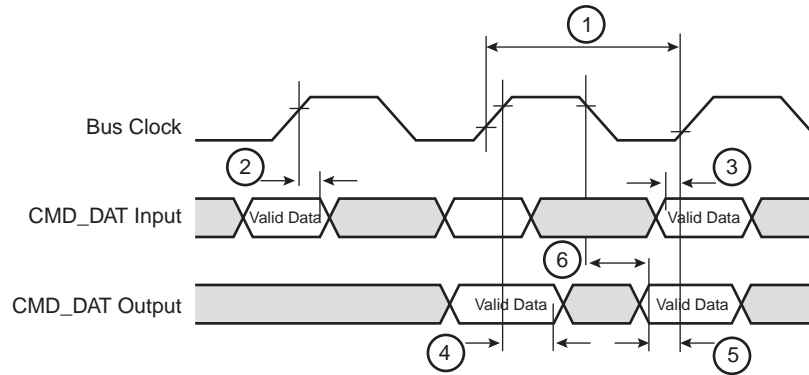 1
Bus Clock
2
3
CMD_DAT Input
Valid Data
Valid Data
6
CMD_DAT Output
Valid Data
Valid Data
4
5